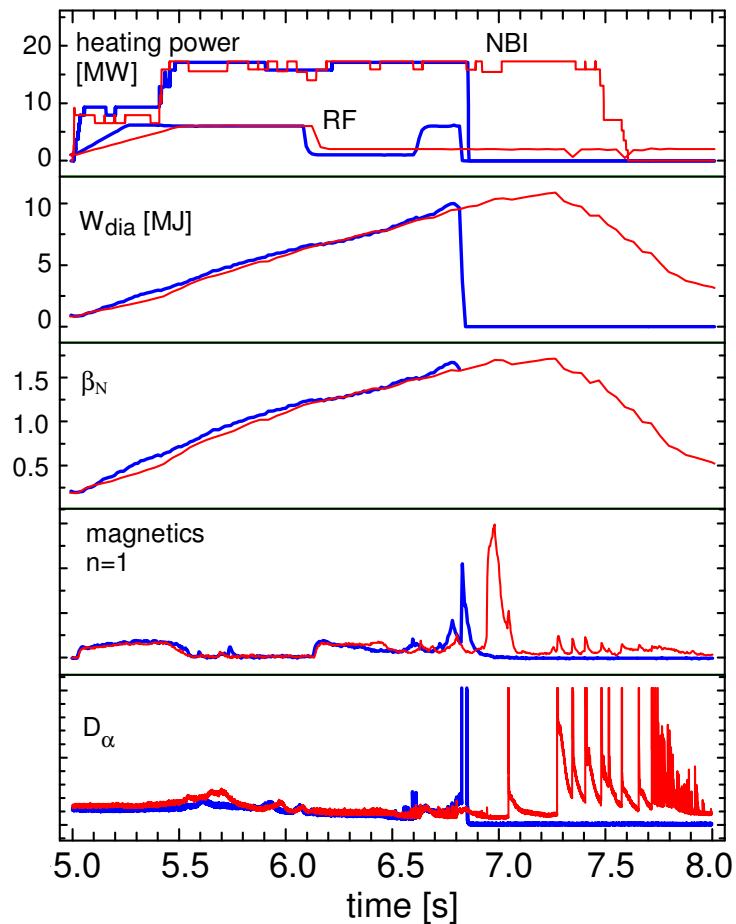 heating power
[MW]
NBI
RF
20
10
0
W_dia [MJ]
10
5
0
β_N
1.5
1.0
0.5
magnetics
n=1
D_α
5.0 5.5 6.0 6.5 7.0 7.5 8.0
time [s]